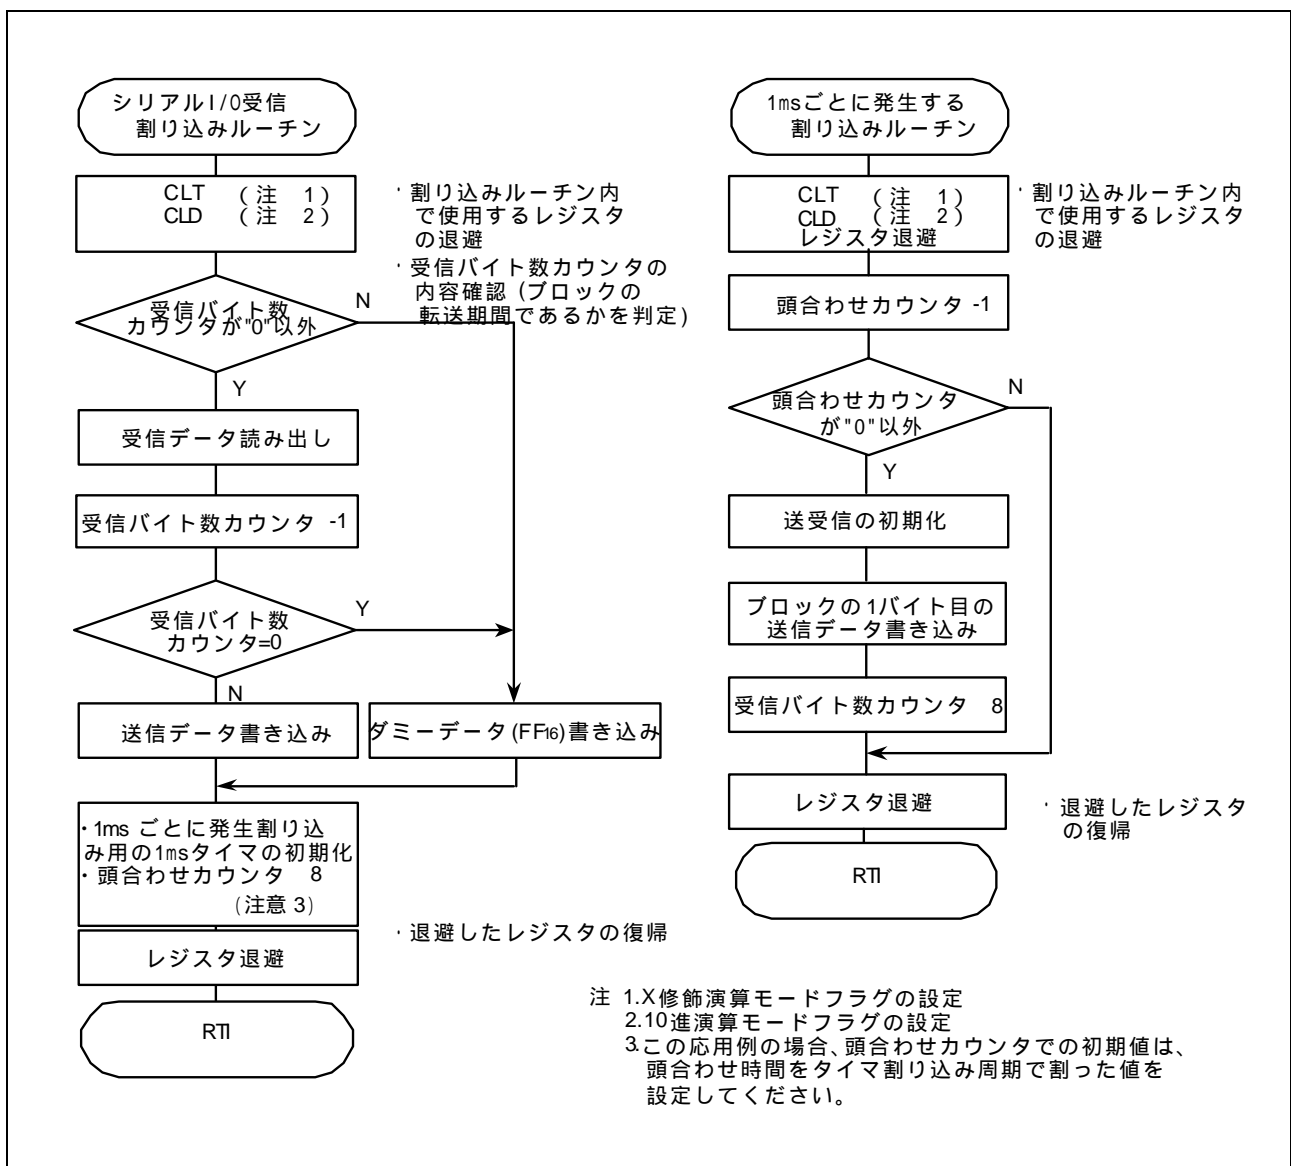 シリアルI/O受信
割り込みルーチン
CLT (注 1)
CLD (注 2)
・割り込みルーチン内
で使用するレジスタ
の退避
・受信バイト数カウンタの
内容確認(ブロックの
転送期間であるかを判定)
受信バイト数
カウンタが"0"以外
N
Y
受信データ読み出し
受信バイト数カウンタ -1
受信バイト数
カウンタ=0
Y
N
送信データ書き込み
ダミーデータ(FF16)書き込み
・1ms ごとに発生割り込
み用の1msタイマの初期化
・頭合わせカウンタ 8
(注意 3)
レジスタ退避
・退避したレジスタの復帰
RTI
1msごとに発生する
割り込みルーチン
CLT (注 1)
CLD (注 2)
レジスタ退避
・割り込みルーチン内
で使用するレジスタ
の退避
頭合わせカウンタ -1
頭合わせカウンタ
が"0"以外
N
Y
送受信の初期化
ブロックの1バイト目の
送信データ書き込み
受信バイト数カウンタ 8
レジスタ退避
・退避したレジスタ
の復帰
RTI
注 1.X修飾演算モードフラグの設定
2.10進演算モードフラグの設定
3.この応用例の場合、頭合わせカウンタでの初期値は、
頭合わせ時間をタイマ割り込み周期で割った値を
設定してください。